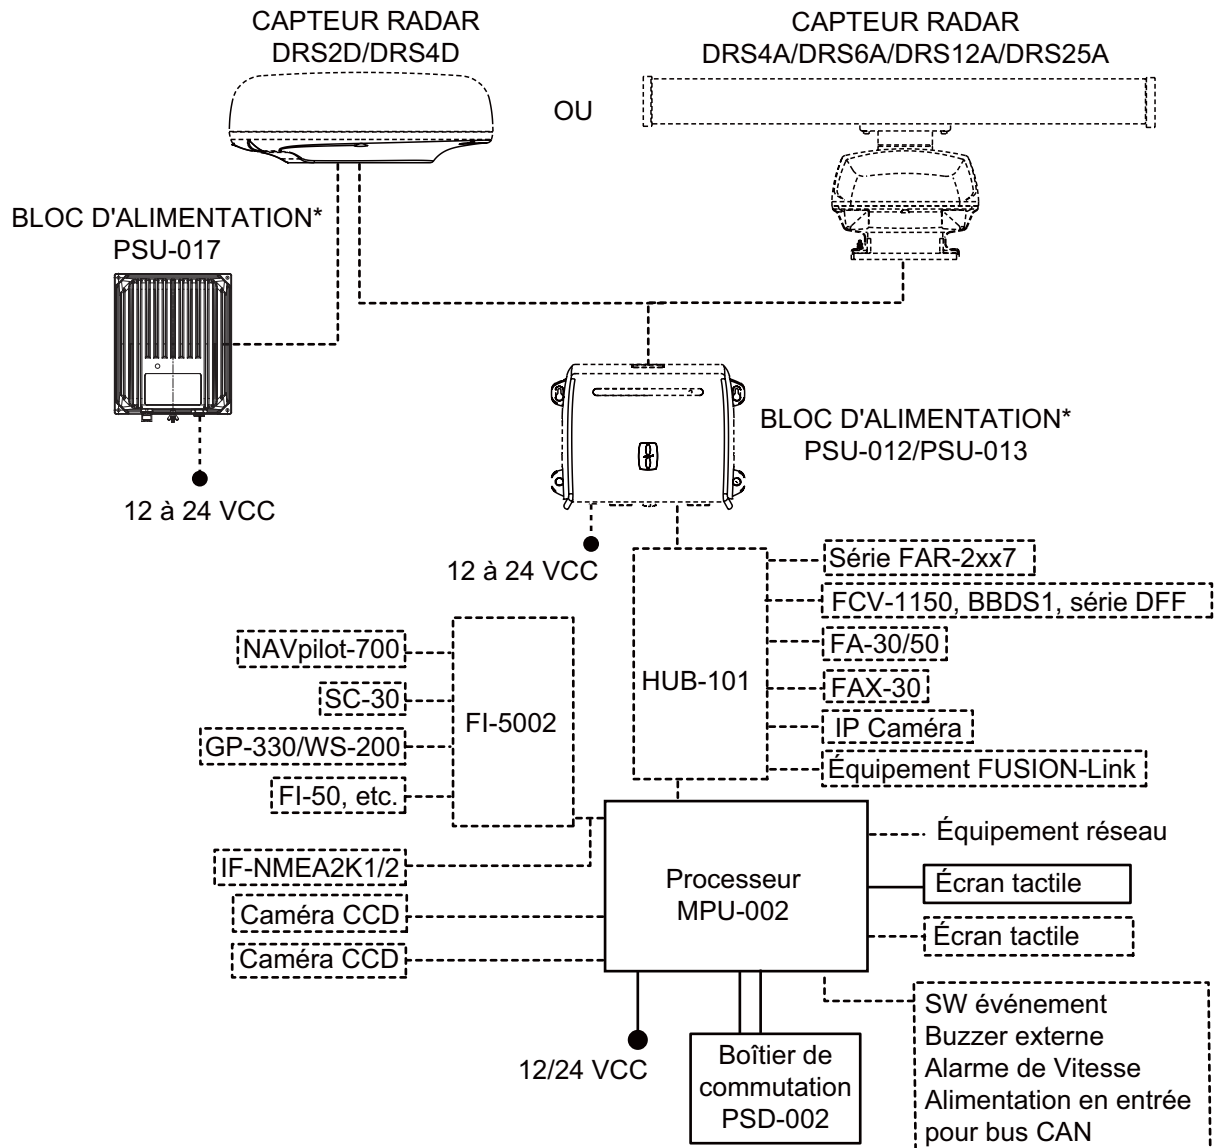 CAPTEUR RADAR
DRS2D/DRS4D
OU
CAPTEUR RADAR
DRS4A/DRS6A/DRS12A/DRS25A
BLOC D'ALIMENTATION*
PSU-017
12 à 24 VCC
BLOC D'ALIMENTATION*
PSU-012/PSU-013
12 à 24 VCC
NAVpilot-700
SC-30
GP-330/WS-200
FI-50, etc.
FI-5002
HUB-101
Série FAR-2xx7
FCV-1150, BBDS1, série DFF
FA-30/50
FAX-30
IP Caméra
Équipement FUSION-Link
IF-NMEA2K1/2
Caméra CCD
Caméra CCD
Processeur
MPU-002
Équipement réseau
Écran tactile
Écran tactile
12/24 VCC
Boîtier de
commutation
PSD-002
SW événement
Buzzer externe
Alarme de Vitesse
Alimentation en entrée
pour bus CAN